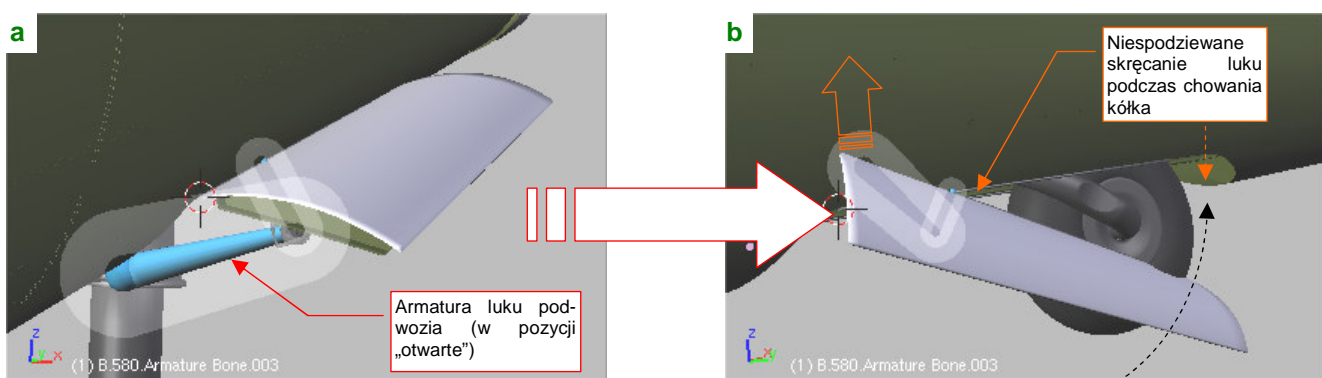 a
Armatura luku pod-
wozia (w pozycji
„otwarte”)
z
y
x
(1) B.580.Armature Bone.003
b
Niespodziewane
skręcanie luku
podczas chowania
kółka
z
x
y
(1) B.580.Armature Bone.003